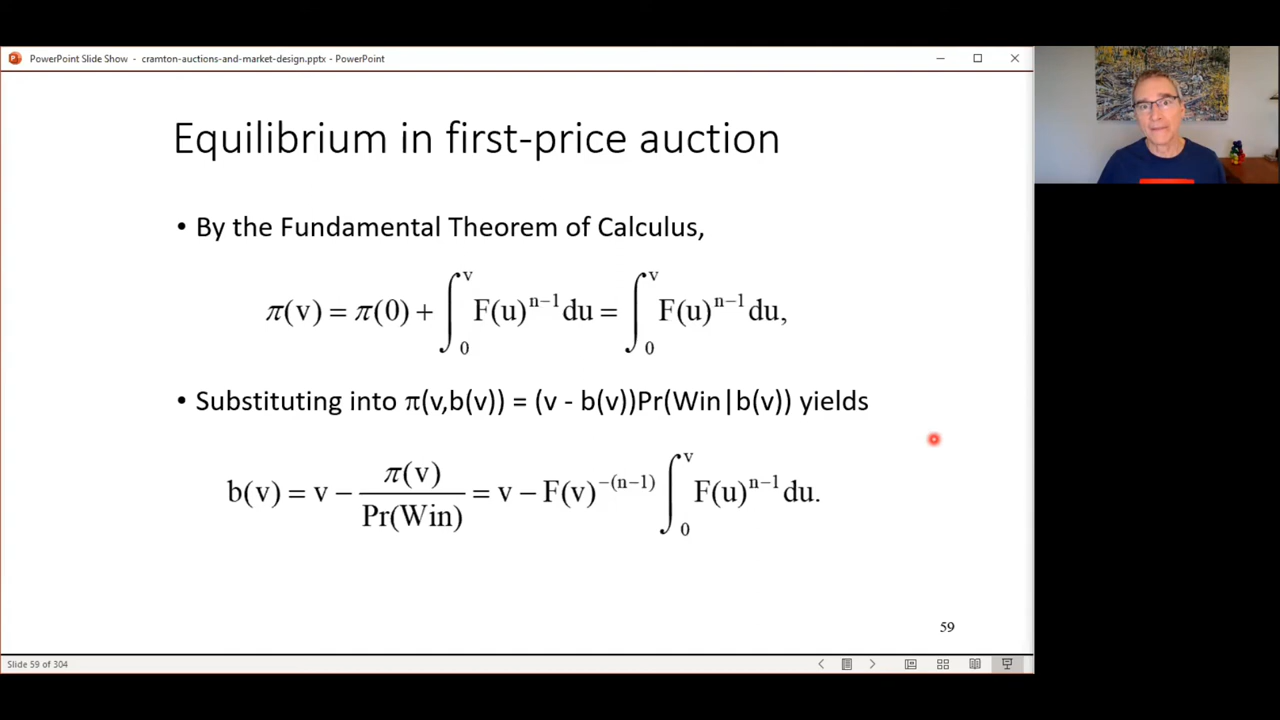 PowerPoint Slide Show - cramton-auctions-and-market-design.pptx - PowerPoint
Equilibrium in first-price auction
• By the Fundamental Theorem of Calculus,
π(v) = π(0) + ∫₀ᵛ F(u)ⁿ⁻¹du = ∫₀ᵛ F(u)ⁿ⁻¹du,
• Substituting into π(v,b(v)) = (v - b(v))Pr(Win|b(v)) yields
b(v) = v − π(v)/Pr(Win) = v − F(v)⁻⁽ⁿ⁻¹⁾ ∫₀ᵛ F(u)ⁿ⁻¹du.
59
Slide 59 of 304